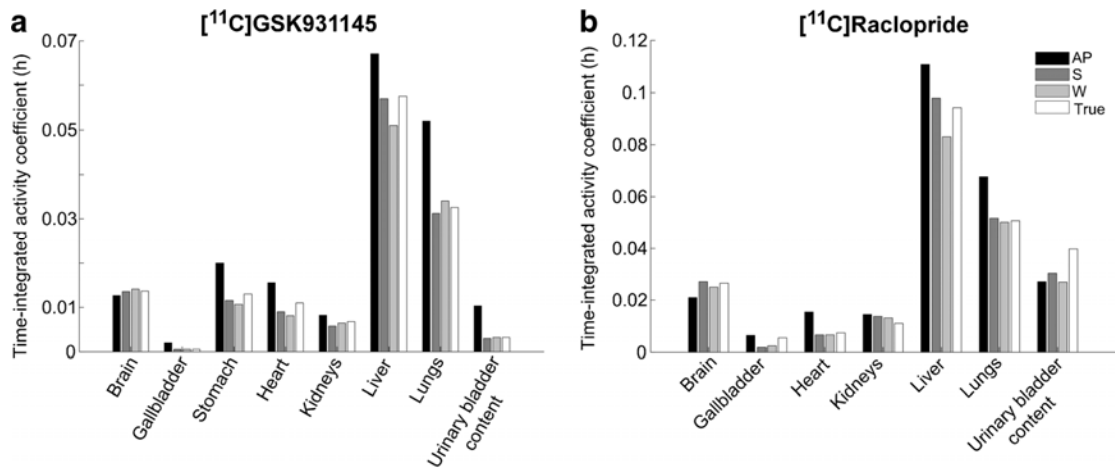 a
[¹¹C]GSK931145
Time-integrated activity coefficient (h)
0.07
0.05
0.03
0.01
0
Brain
Gallbladder
Stomach
Heart
Kidneys
Liver
Lungs
Urinary bladder
content
b
[¹¹C]Raclopride
Time-integrated activity coefficient (h)
0.12
0.1
0.08
0.06
0.04
0.02
0
AP
S
W
True
Brain
Gallbladder
Heart
Kidneys
Liver
Lungs
Urinary bladder
content